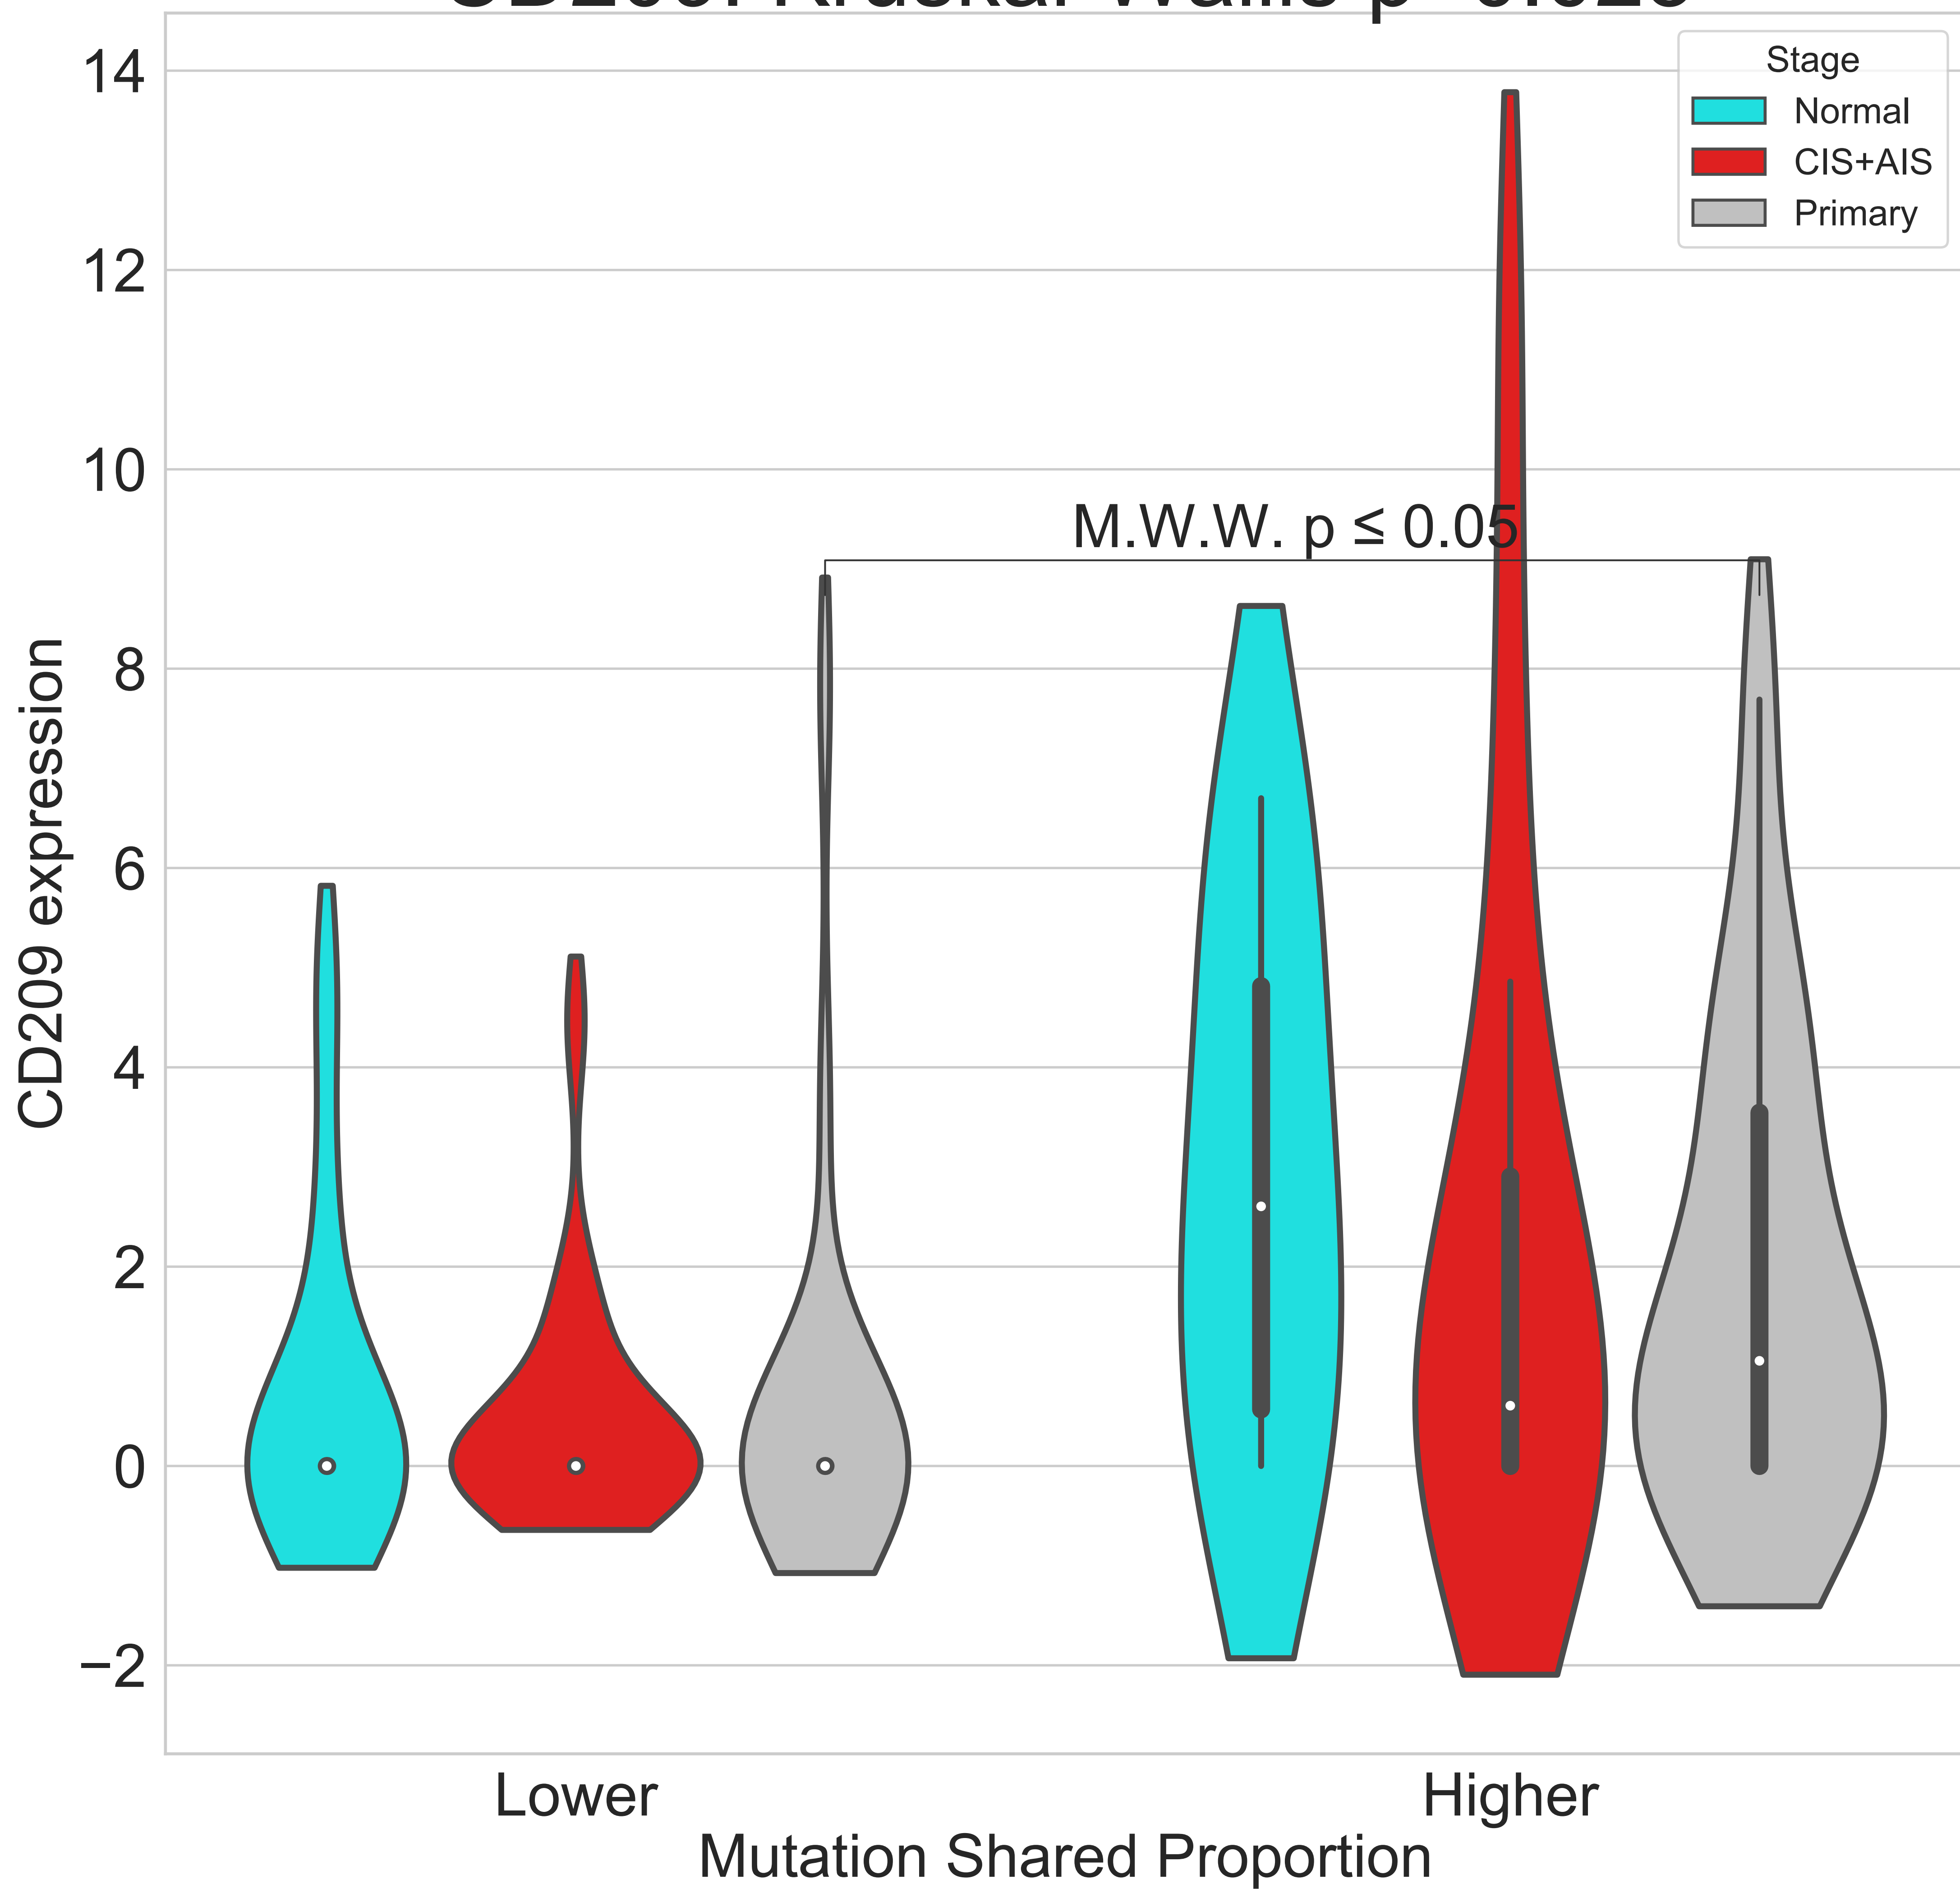 Stage
Normal
CIS+AIS
Primary
14
12
10
8
6
4
2
0
−2
CD209 expression
M.W.W. p ≤ 0.05
Lower
Higher
Mutation Shared Proportion